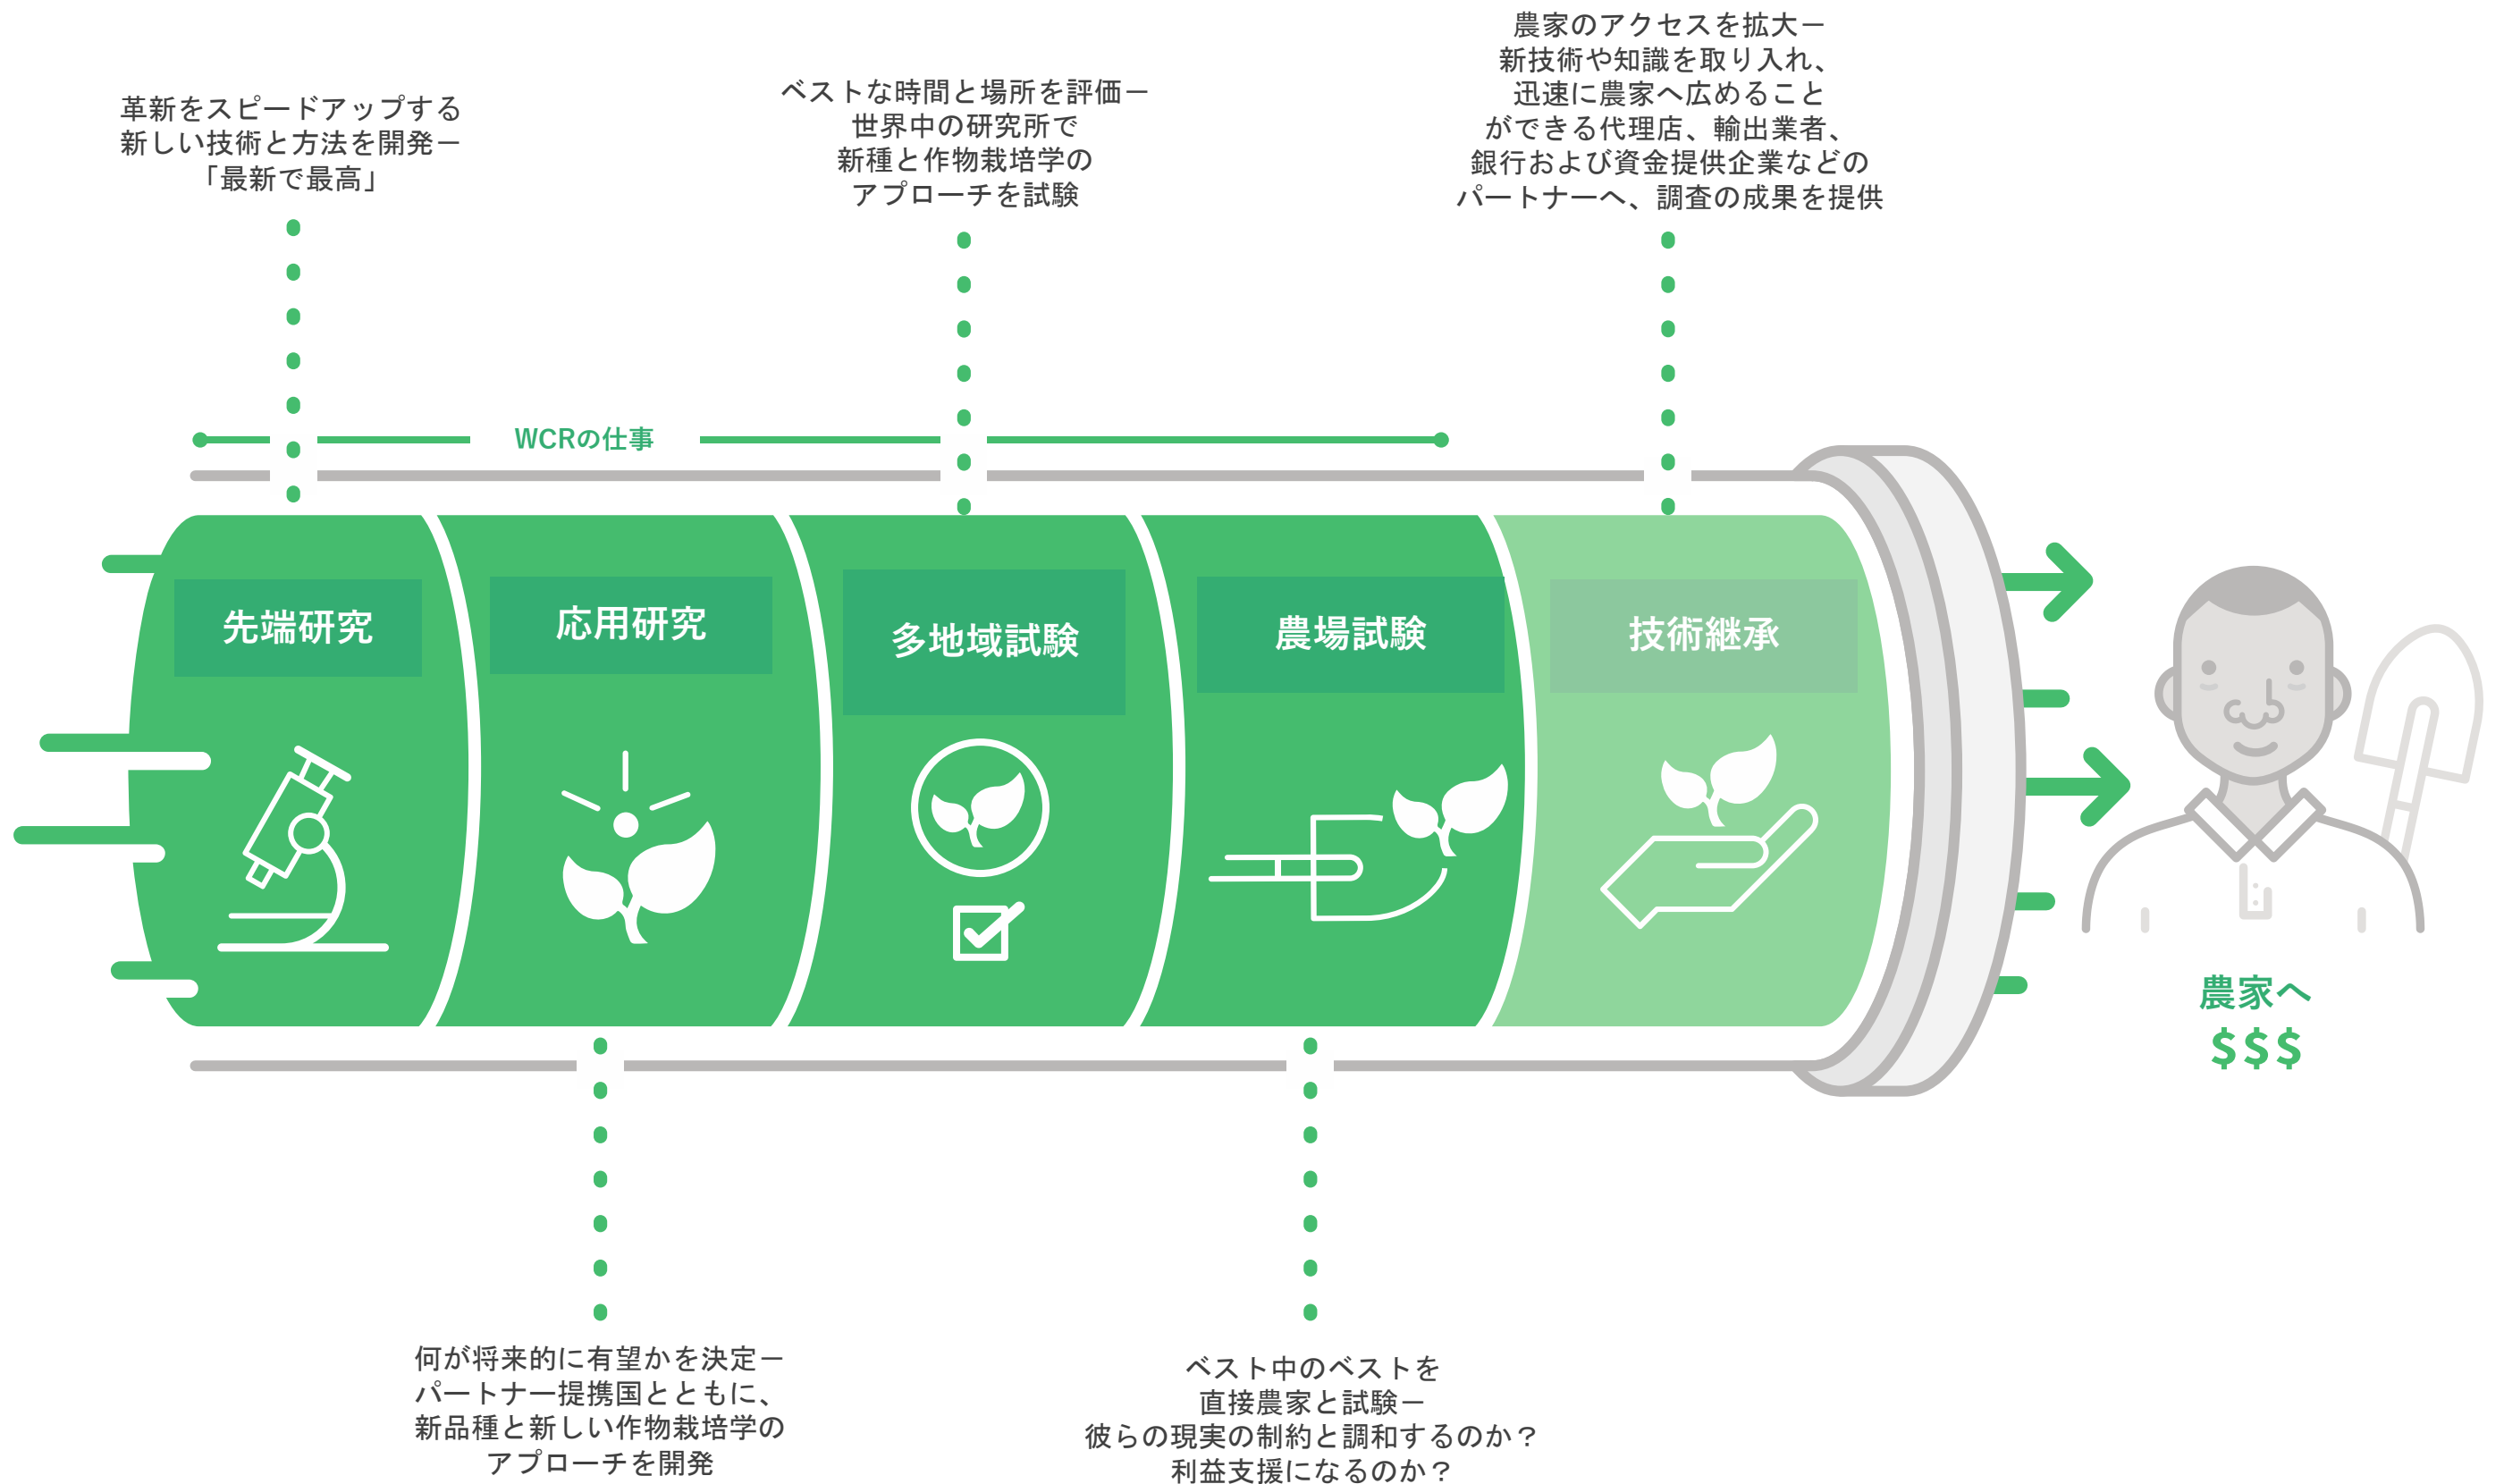 革新をスピードアップする
新しい技術と方法を開発ー
「最新で最高」
ベストな時間と場所を評価ー
世界中の研究所で
新種と作物栽培学の
アプローチを試験
農家のアクセスを拡大ー
新技術や知識を取り入れ、
迅速に農家へ広めること
ができる代理店、輸出業者、
銀行および資金提供企業などの
パートナーへ、調査の成果を提供
WCRの仕事
先端研究
応用研究
多地域試験
農場試験
技術継承
農家へ
$$$
何が将来的に有望かを決定ー
パートナー提携国とともに、
新品種と新しい作物栽培学の
アプローチを開発
ベスト中のベストを
直接農家と試験ー
彼らの現実の制約と調和するのか？
利益支援になるのか？